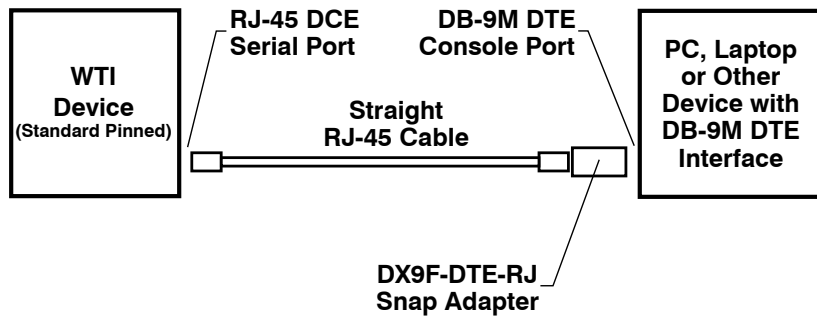 RJ-45 DCE
Serial Port
DB-9M DTE
Console Port
WTI
Device
(Standard Pinned)
PC, Laptop
or Other
Device with
DB-9M DTE
Interface
Straight
RJ-45 Cable
DX9F-DTE-RJ
Snap Adapter